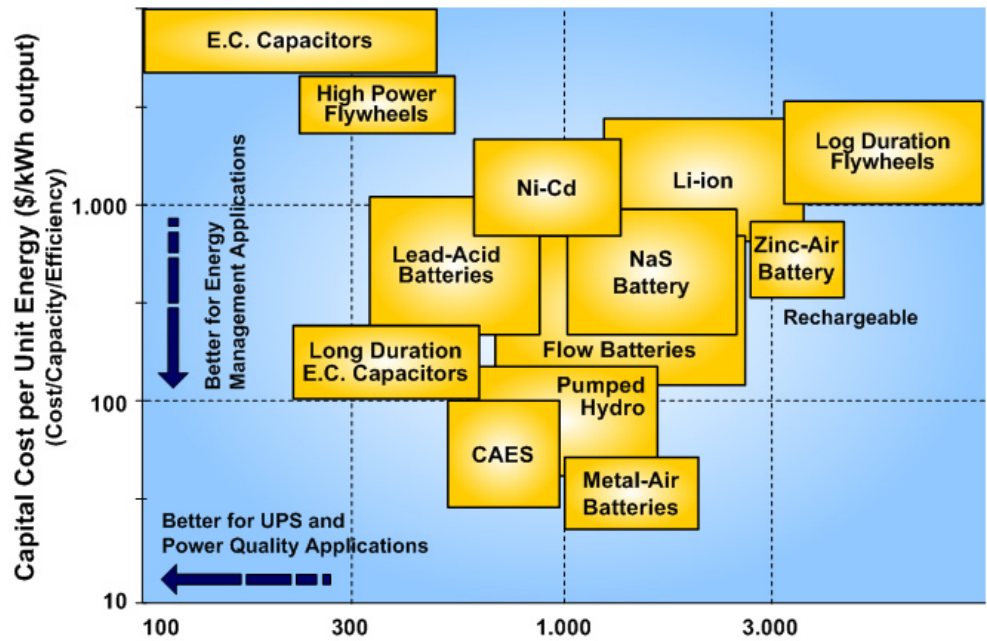 Capital Cost per Unit Energy ($/kWh output)
(Cost/Capacity/Efficiency)
1.000
100
10
E.C. Capacitors
High Power
Flywheels
Log Duration
Flywheels
Ni-Cd
Li-ion
Better for Energy
Management Applications
Lead-Acid
Batteries
NaS
Battery
Zinc-Air
Battery
Rechargeable
Long Duration
E.C. Capacitors
Flow Batteries
Pumped
Hydro
CAES
Metal-Air
Batteries
Better for UPS and
Power Quality Applications
100
300
1.000
3.000